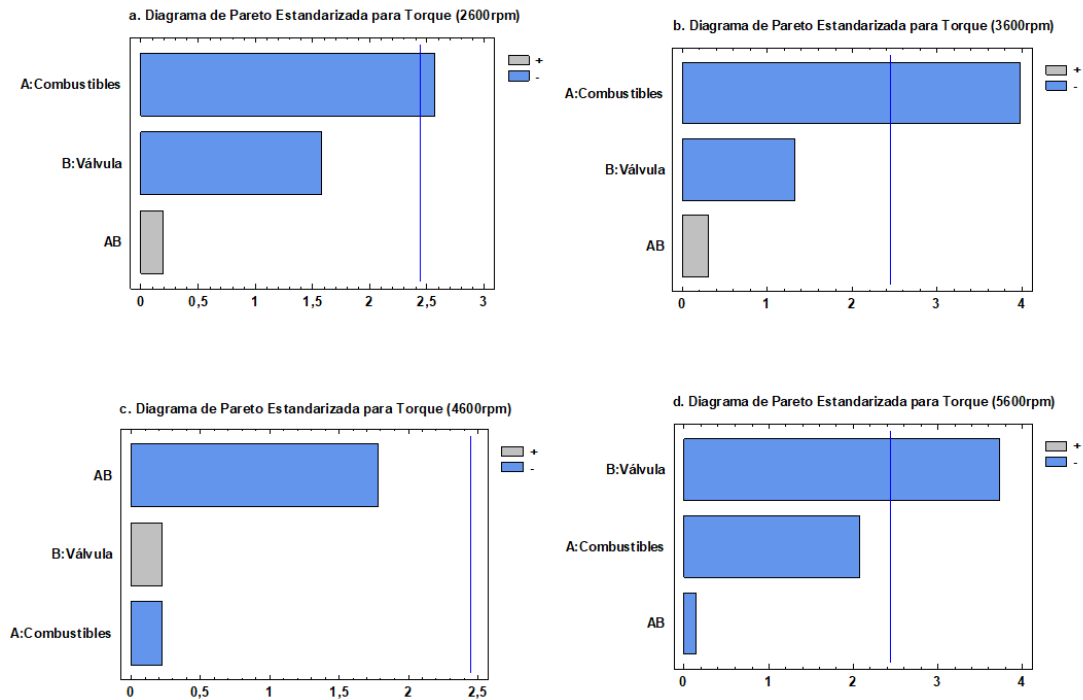 a. Diagrama de Pareto Estandarizada para Torque (2600rpm)
+
-
A:Combustibles
B:Válvula
AB
0 0,5 1 1,5 2 2,5 3
b. Diagrama de Pareto Estandarizada para Torque (3600rpm)
+
-
A:Combustibles
B:Válvula
AB
0 1 2 3 4
c. Diagrama de Pareto Estandarizada para Torque (4600rpm)
+
-
AB
B:Válvula
A:Combustibles
0 0,5 1 1,5 2 2,5
d. Diagrama de Pareto Estandarizada para Torque (5600rpm)
+
-
B:Válvula
A:Combustibles
AB
0 1 2 3 4